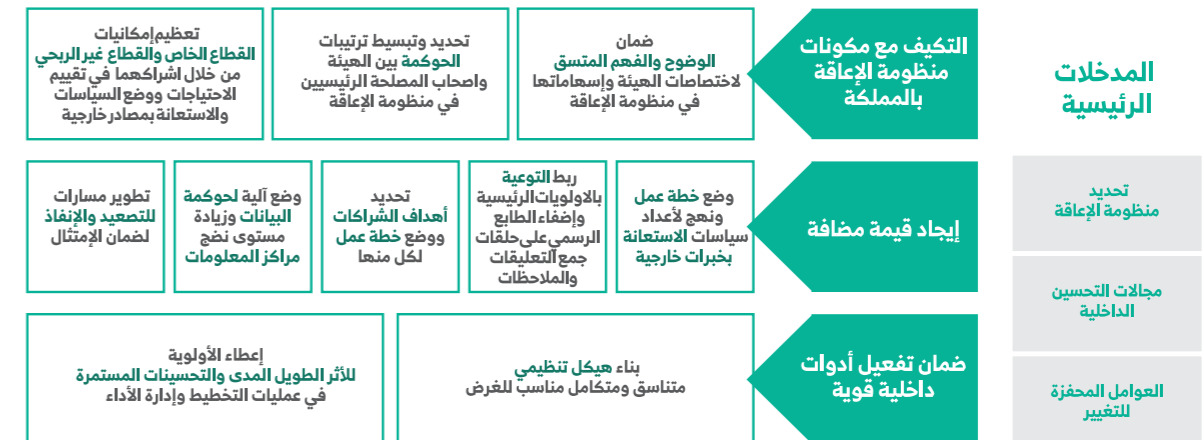 المدخلات
الرئيسية
تحديد
منظومة الإعاقة
مجالات التحسين
الداخلية
العوامل المحفزة
للتغيير
التكيف مع مكونات
منظومة الإعاقة
بالمملكة
ضمان
الوضوح والفهم المتسق
لاختصاصات الهيئة وإسهاماتها
في منظومة الإعاقة
تحديد وتبسيط ترتيبات
الحوكمة بين الهيئة
واصحاب المصلحة الرئيسيين
في منظومة الإعاقة
تعظيم إمكانيات
القطاع الخاص والقطاع غير الربحي
من خلال اشراكهما في تقييم
الاحتياجات ووضع السياسات
والاستعانة بمصادر خارجية
إيجاد قيمة مضافة
وضع خطة عمل
ونهج لأعداد
سياسات الاستعانة
بخبرات خارجية
ربط التوعية
بالاولويات الرئيسية
وإضفاء الطابع
الرسمي على حلقات
جمع التعليقات
والملاحظات
تحديد
أهداف الشراكات
ووضع خطة عمل
لكل منها
وضع آلية لحوكمة
البيانات وزيادة
مستوى نضج
مراكز المعلومات
تطوير مسارات
للتصعيد والإنفاذ
لضمان الإمتثال
ضمان تفعيل أدوات
داخلية قوية
بناء هيكل تنظيمي
متناسق ومتكامل مناسب للغرض
إعطاء الأولوية
للأثر الطويل المدى والتحسينات المستمرة
في عمليات التخطيط وإدارة الأداء